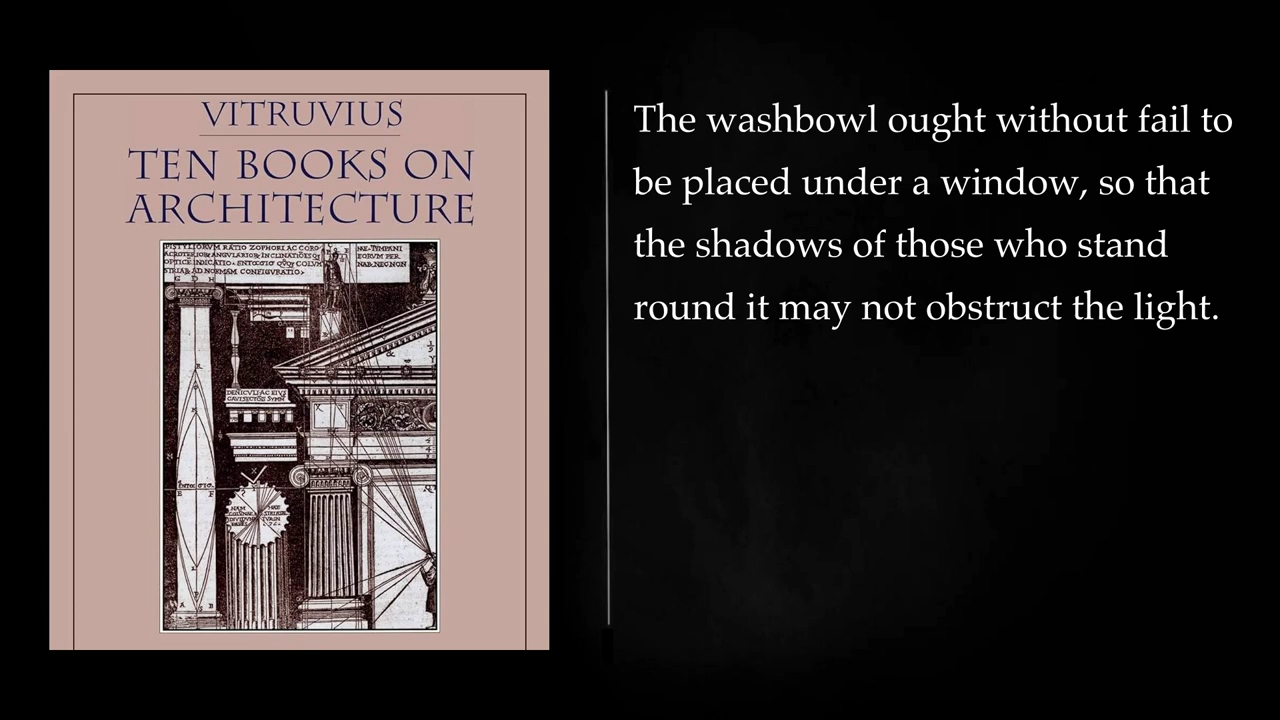 VITRUVIUS
TEN BOOKS ON
ARCHITECTURE
The washbowl ought without fail to
be placed under a window, so that
the shadows of those who stand
round it may not obstruct the light.